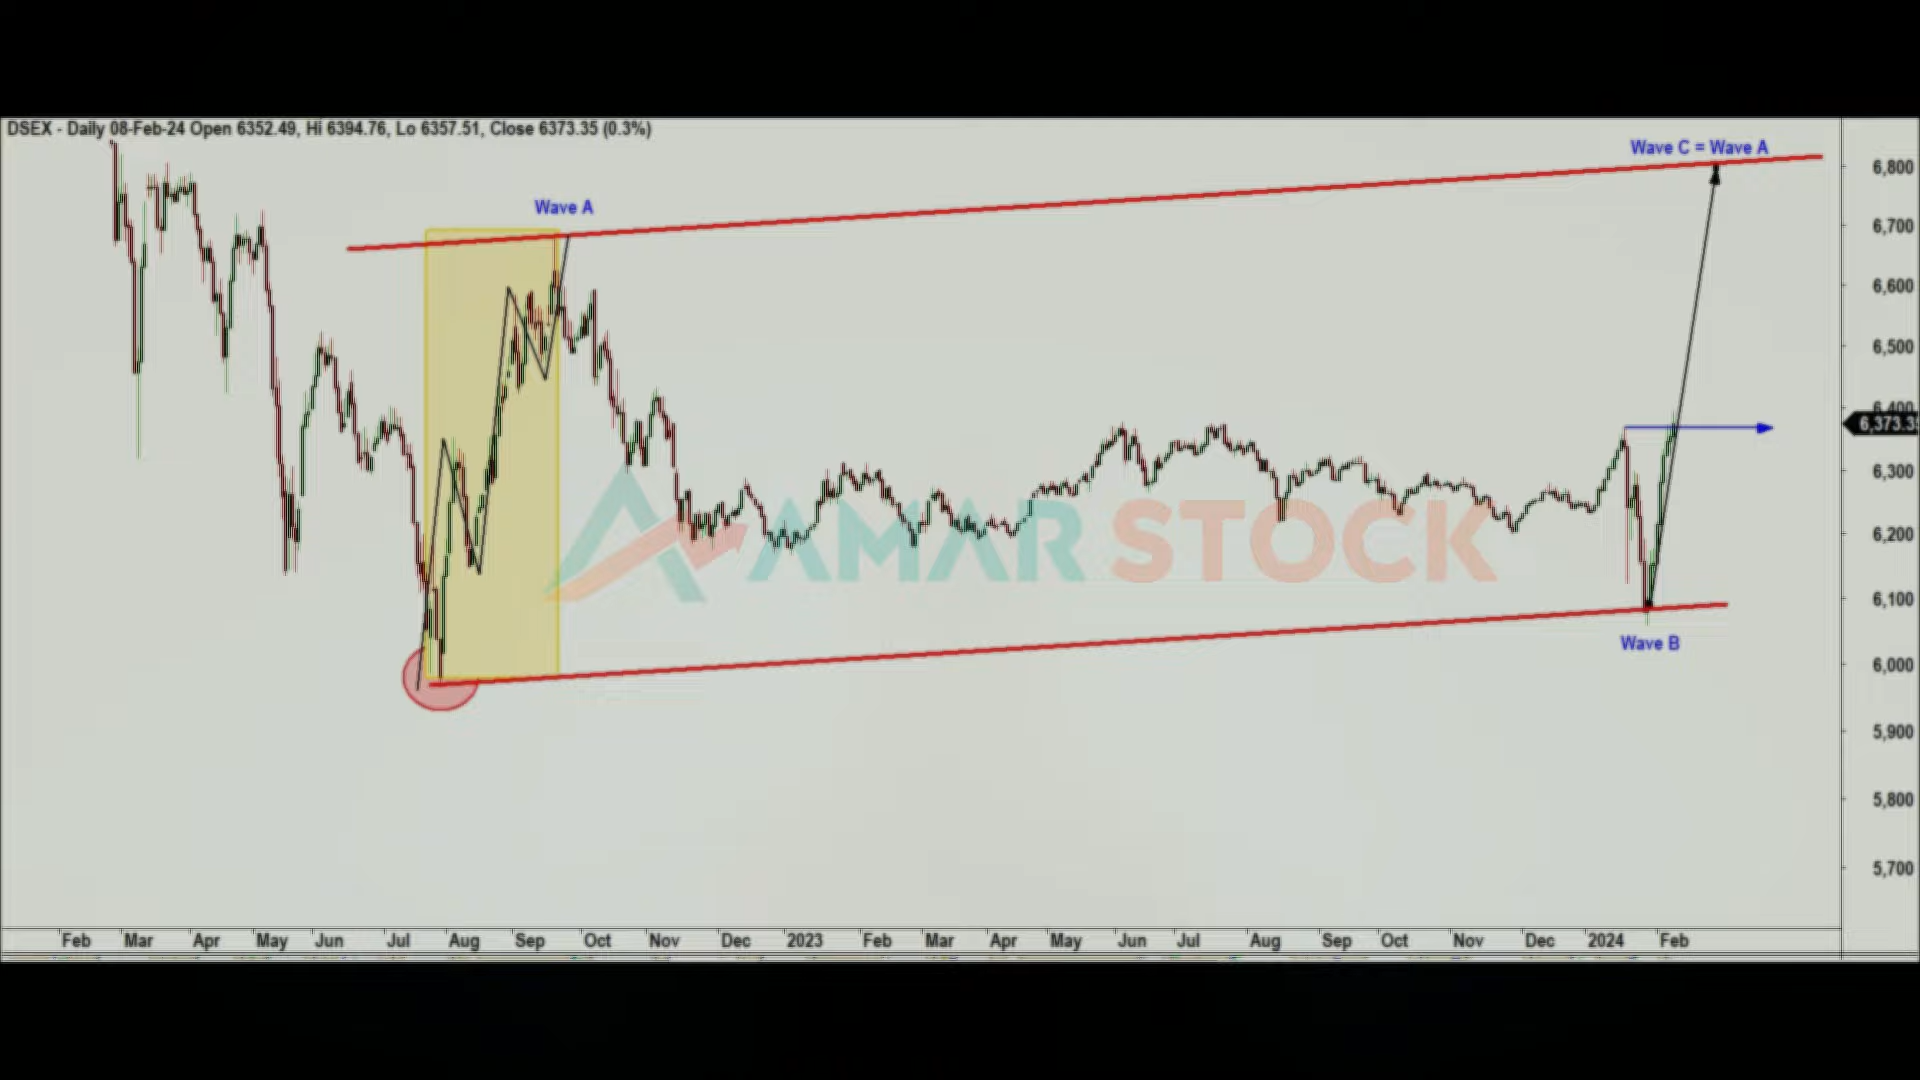 DSEX - Daily 08-Feb-24 Open 6352.49, Hi 6394.76, Lo 6357.51, Close 6373.35 (0.3%)
Wave C = Wave A
6,800
Wave A
6,700
6,600
6,500
6,400
6,373.35
6,300
AMAR STOCK
6,200
6,100
Wave B
6,000
5,900
5,800
5,700
Feb Mar Apr May Jun Jul Aug Sep Oct Nov Dec 2023 Feb Mar Apr May Jun Jul Aug Sep Oct Nov Dec 2024 Feb